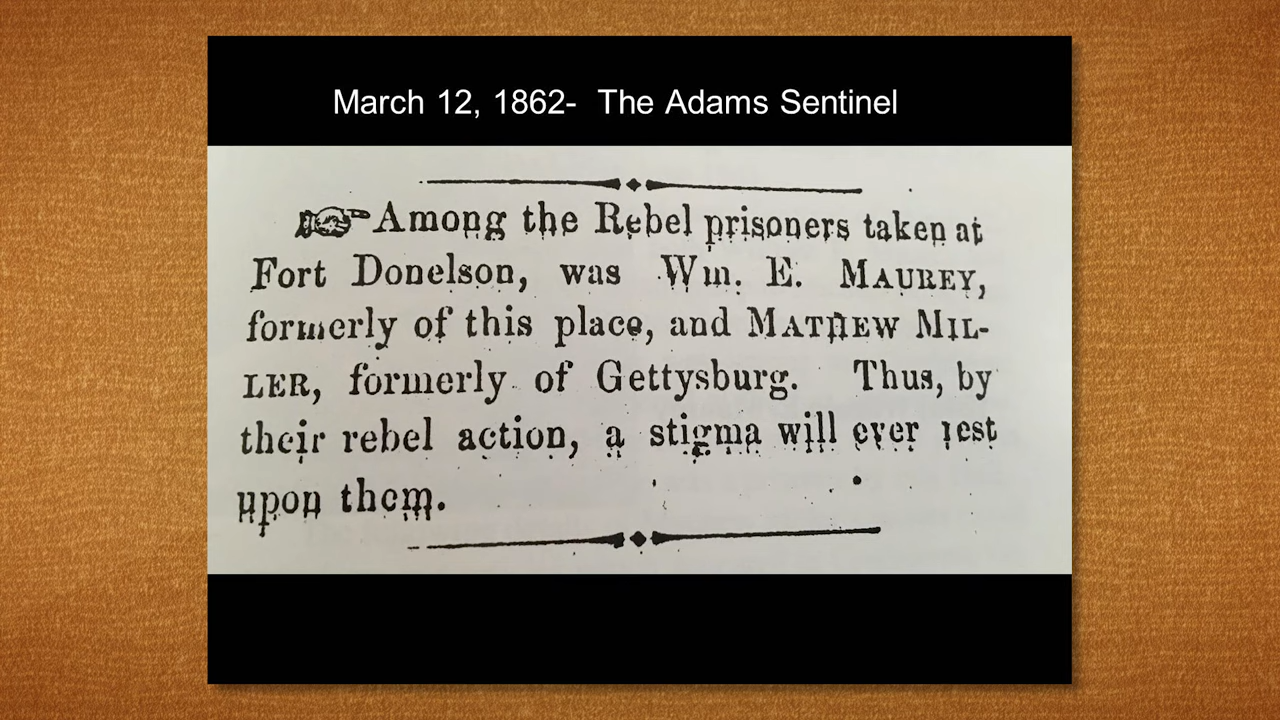 March 12, 1862- The Adams Sentinel
Among the Rebel prisoners taken at
Fort Donelson, was Wm. E. MAUREY,
formerly of this place, and MATHEW MIL-
LER, formerly of Gettysburg. Thus, by
their rebel action, a stigma will ever rest
upon them.